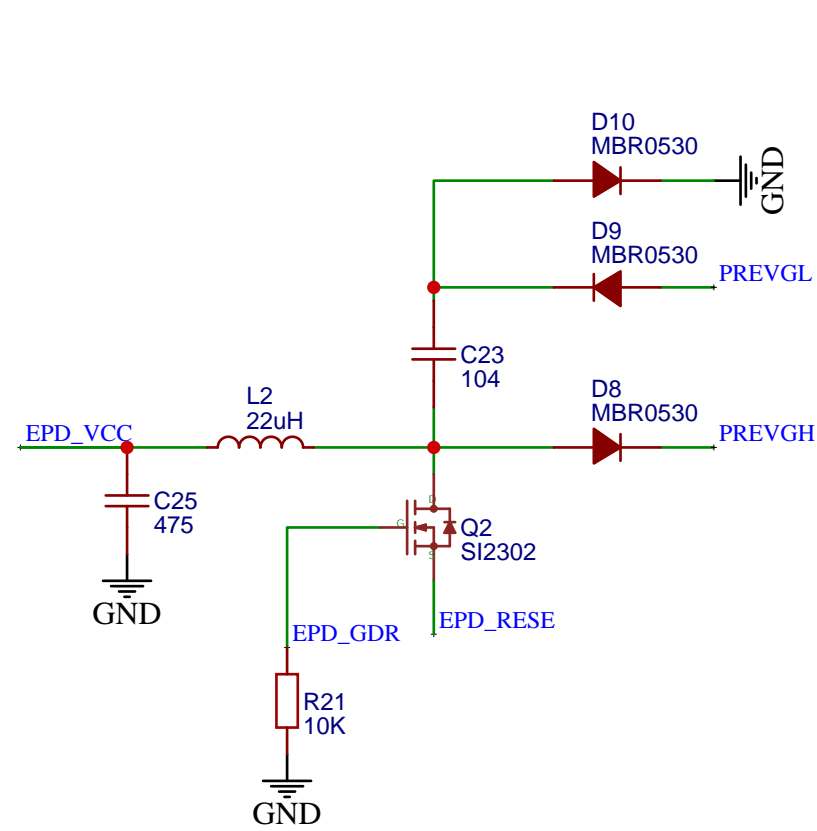 D10
MBR0530
GND
D9
MBR0530
PREVGL
C23
104
D8
MBR0530
PREVGH
L2
22uH
EPD_VCC
C25
475
GND
D
G
S
Q2
SI2302
EPD_GDR
EPD_RESE
R21
10K
GND